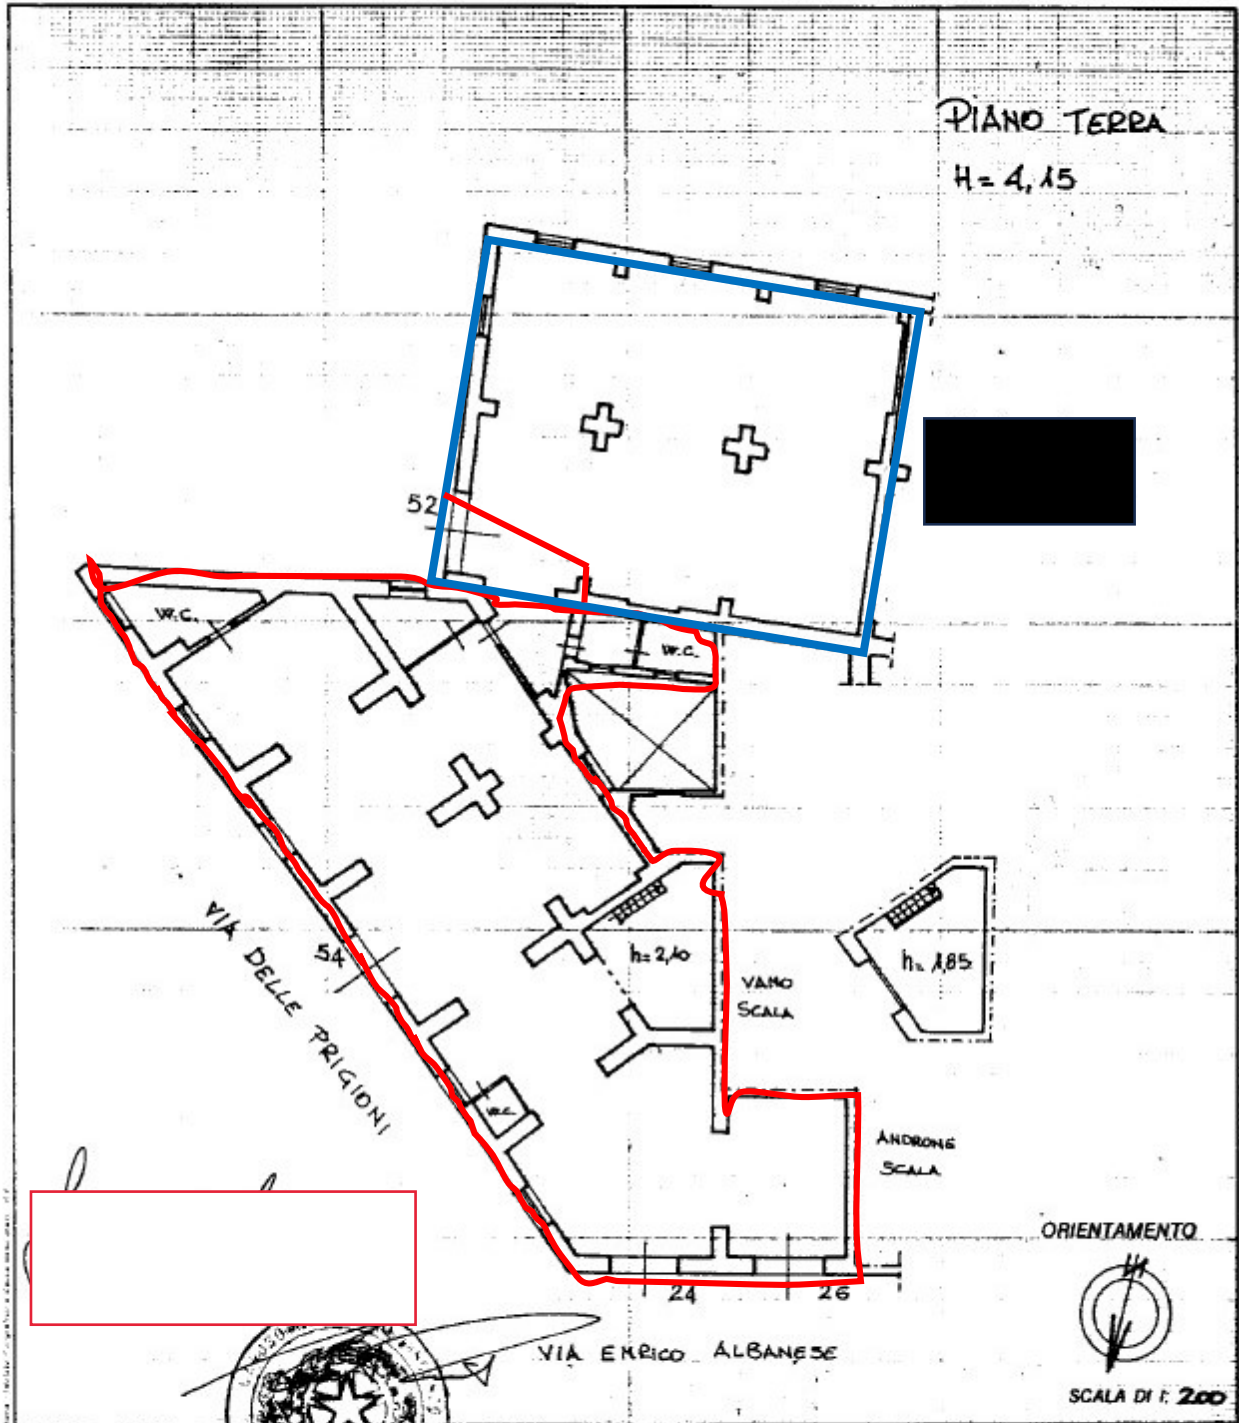 PIANO TERRA
H= 4,15
52
W.C.
W.C.
VIA DELLE PRIGIONI
54
h=2,10
h= 1,85
VANO
SCALA
W.C.
ANDRONE
SCALA
ORIENTAMENTO
24
26
VIA ENRICO ALBANESE
SCALA DI 1: 200